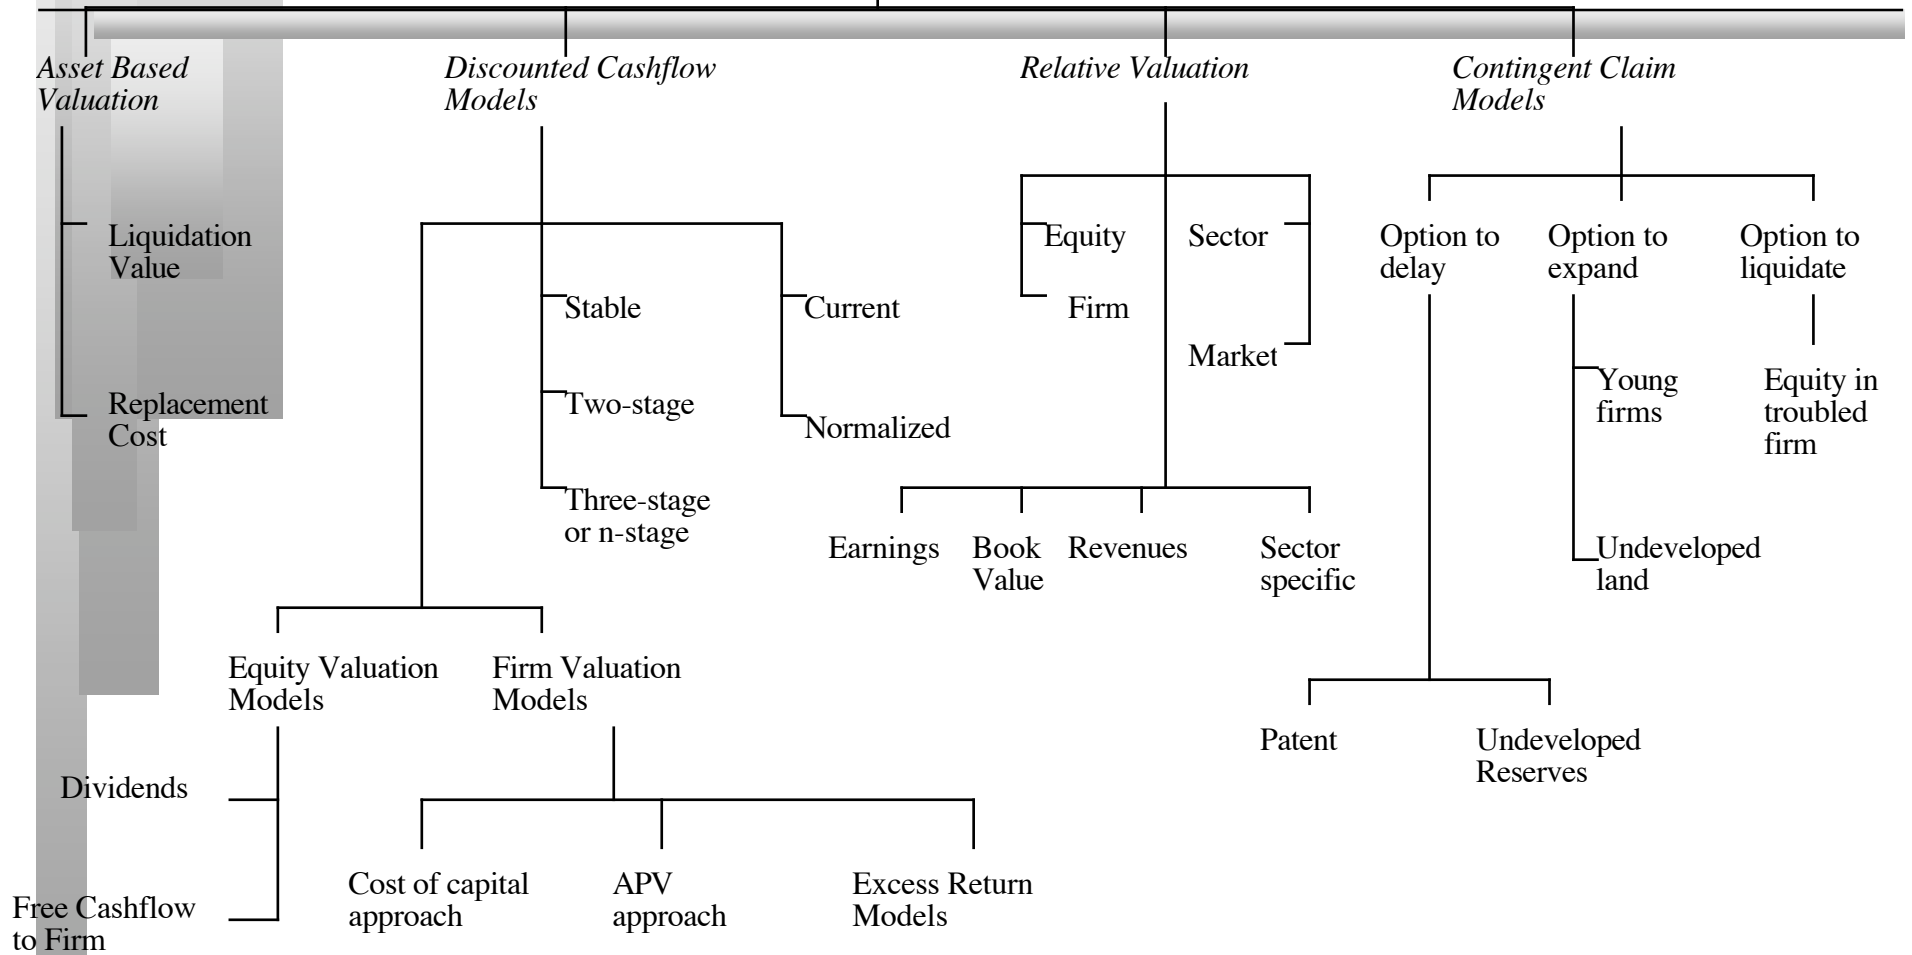 Asset Based
Valuation
Discounted Cashflow
Models
Relative Valuation
Contingent Claim
Models
Liquidation
Value
Replacement
Cost
Stable
Two-stage
Three-stage
or n-stage
Current
Normalized
Equity
Firm
Sector
Market
Option to
delay
Option to
expand
Option to
liquidate
Young
firms
Undeveloped
land
Equity in
troubled
firm
Earnings
Book
Value
Revenues
Sector
specific
Equity Valuation
Models
Firm Valuation
Models
Patent
Undeveloped
Reserves
Dividends
Free Cashflow
to Firm
Cost of capital
approach
APV
approach
Excess Return
Models